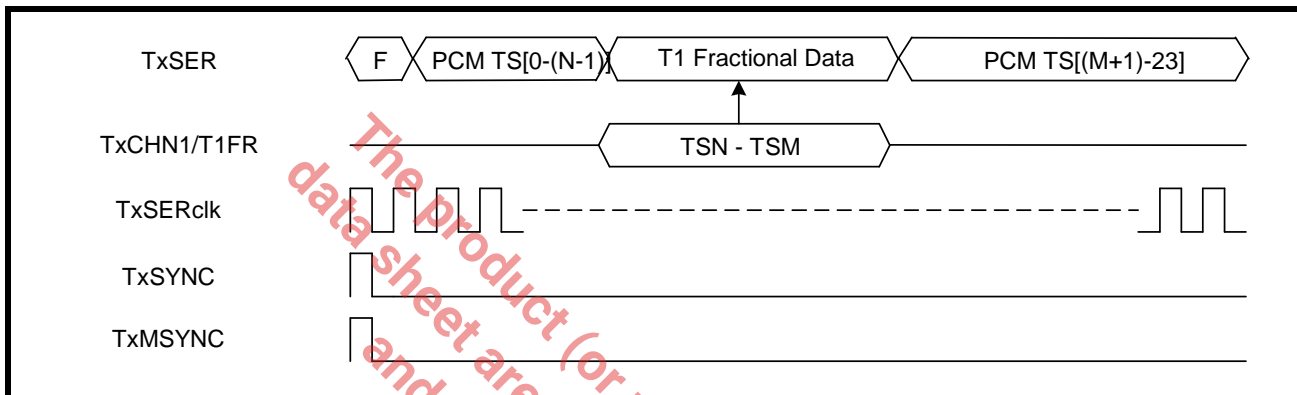 TxSER
F
PCM TS[0-(N-1)]
T1 Fractional Data
PCM TS[(M+1)-23]
TxCHN1/T1FR
TSN - TSM
TxSERclk
TxSYNC
TxMSYNC
The product (or
data sheet are
and